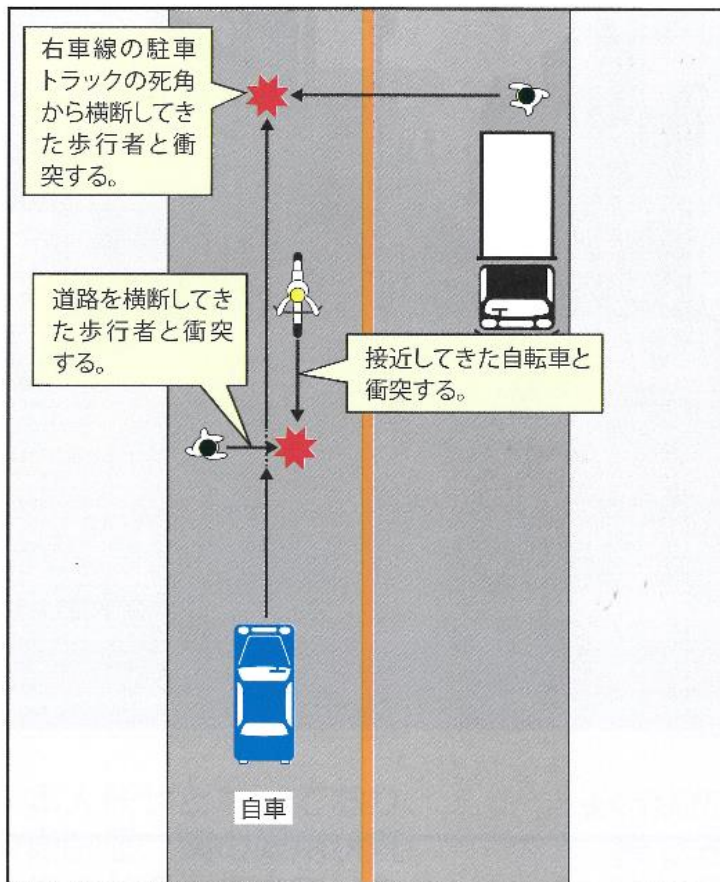 右車線の駐車
トラックの死角
から横断してき
た歩行者と衝
突する。
道路を横断してき
た歩行者と衝突
する。
接近してきた自転車と
衝突する。
自車